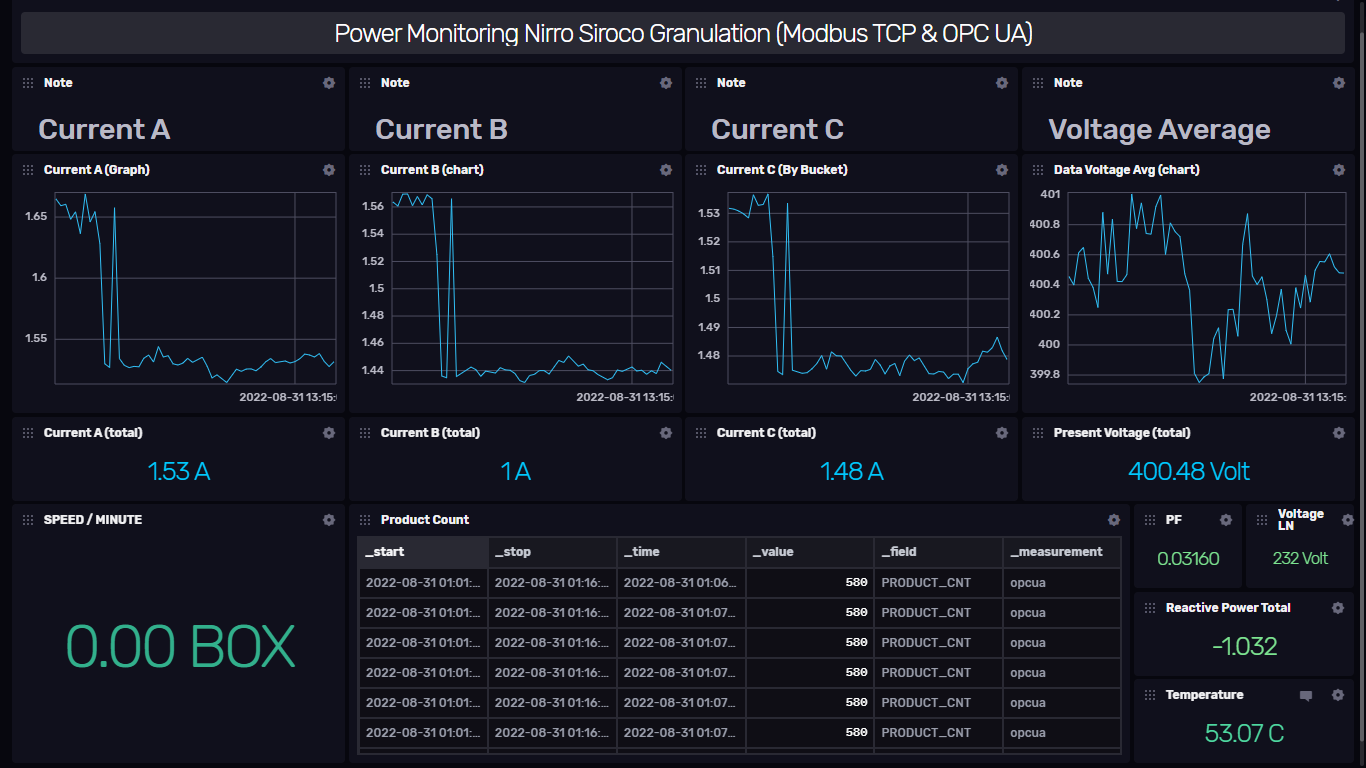 Power Monitoring Nirro Siroco Granulation (Modbus TCP & OPC UA)
Note
Current A
Note
Current B
Note
Current C
Note
Voltage Average
Current A (Graph)
1.65
1.6
1.55
2022-08-31 13:15:
Current B (chart)
1.56
1.54
1.52
1.5
1.48
1.46
1.44
2022-08-31 13:15:
Current C (By Bucket)
1.53
1.52
1.51
1.5
1.49
1.48
2022-08-31 13:15:
Data Voltage Avg (chart)
401
400.8
400.6
400.4
400.2
400
399.8
2022-08-31 13:15:
Current A (total)
1.53 A
Current B (total)
1 A
Current C (total)
1.48 A
Present Voltage (total)
400.48 Volt
SPEED / MINUTE
0.00 BOX
Product Count
_start _stop _time _value _field _measurement
2022-08-31 01:01:... 2022-08-31 01:16:... 2022-08-31 01:06... 580 PRODUCT_CNT opcua
2022-08-31 01:01:... 2022-08-31 01:16:... 2022-08-31 01:07... 580 PRODUCT_CNT opcua
2022-08-31 01:01:... 2022-08-31 01:16:... 2022-08-31 01:07... 580 PRODUCT_CNT opcua
2022-08-31 01:01:... 2022-08-31 01:16:... 2022-08-31 01:07... 580 PRODUCT_CNT opcua
2022-08-31 01:01:... 2022-08-31 01:16:... 2022-08-31 01:07... 580 PRODUCT_CNT opcua
2022-08-31 01:01:... 2022-08-31 01:16:... 2022-08-31 01:07... 580 PRODUCT_CNT opcua
PF
0.03160
Voltage
LN
232 Volt
Reactive Power Total
-1.032
Temperature
53.07 C